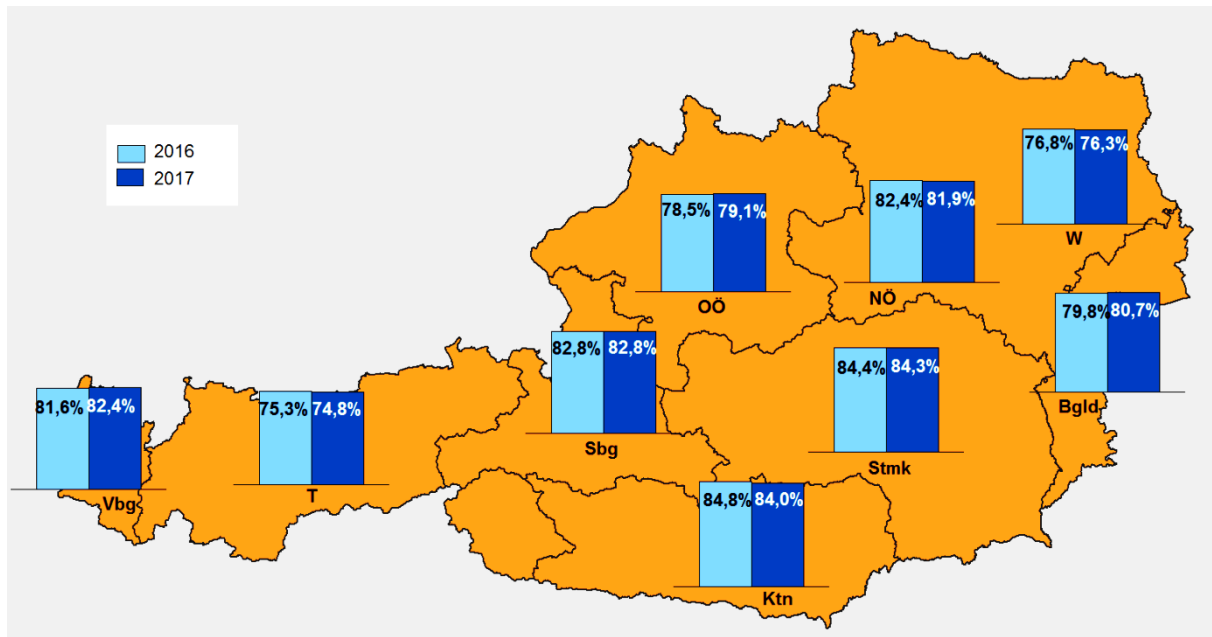 2016
2017
76,8% 76,3%
W
82,4% 81,9%
NÖ
78,5% 79,1%
OÖ
79,8% 80,7%
Bgld
82,8% 82,8%
Sbg
84,4% 84,3%
Stmk
81,6% 82,4%
Vbg
75,3% 74,8%
T
84,8% 84,0%
Ktn